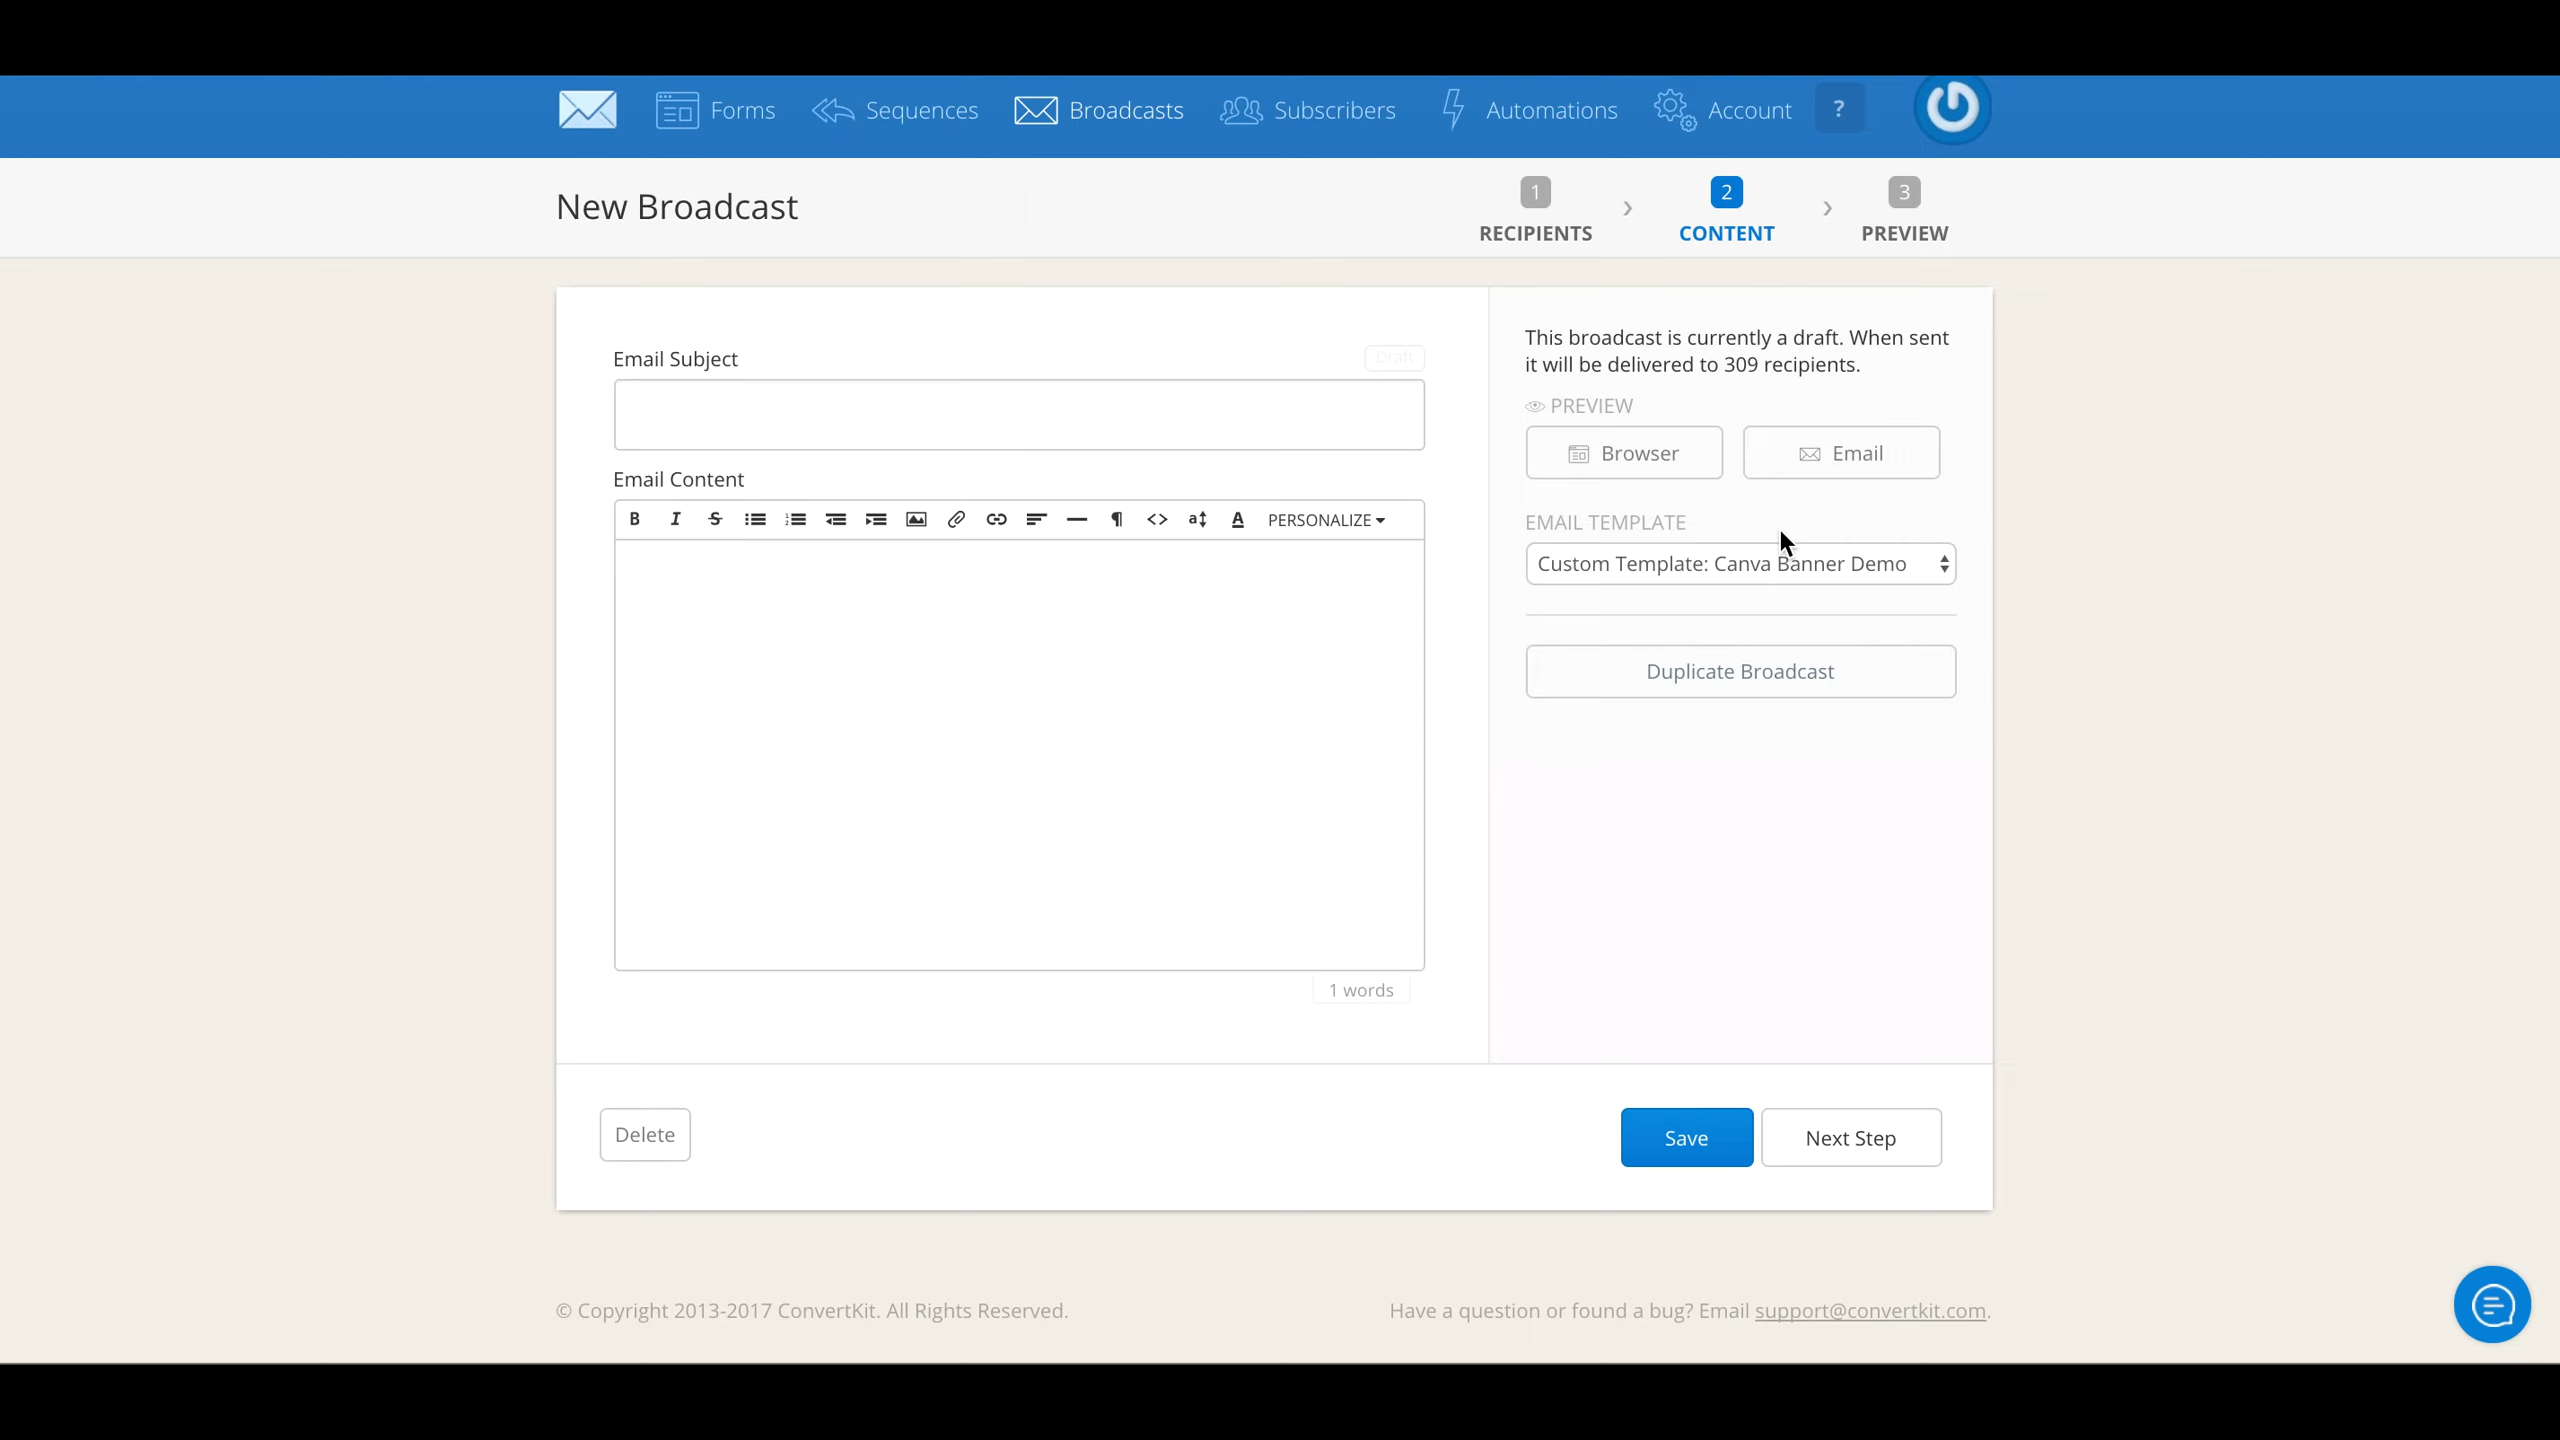 Forms
Sequences
Broadcasts
Subscribers
Automations
Account
?
New Broadcast
1
RECIPIENTS
2
CONTENT
3
PREVIEW
Email Subject
Draft
Email Content
B I S
a
A
PERSONALIZE
1 words
This broadcast is currently a draft. When sent
it will be delivered to 309 recipients.
PREVIEW
Browser
Email
EMAIL TEMPLATE
Custom Template: Canva Banner Demo
Duplicate Broadcast
Delete
Save
Next Step
© Copyright 2013-2017 ConvertKit. All Rights Reserved.
Have a question or found a bug? Email support@convertkit.com.